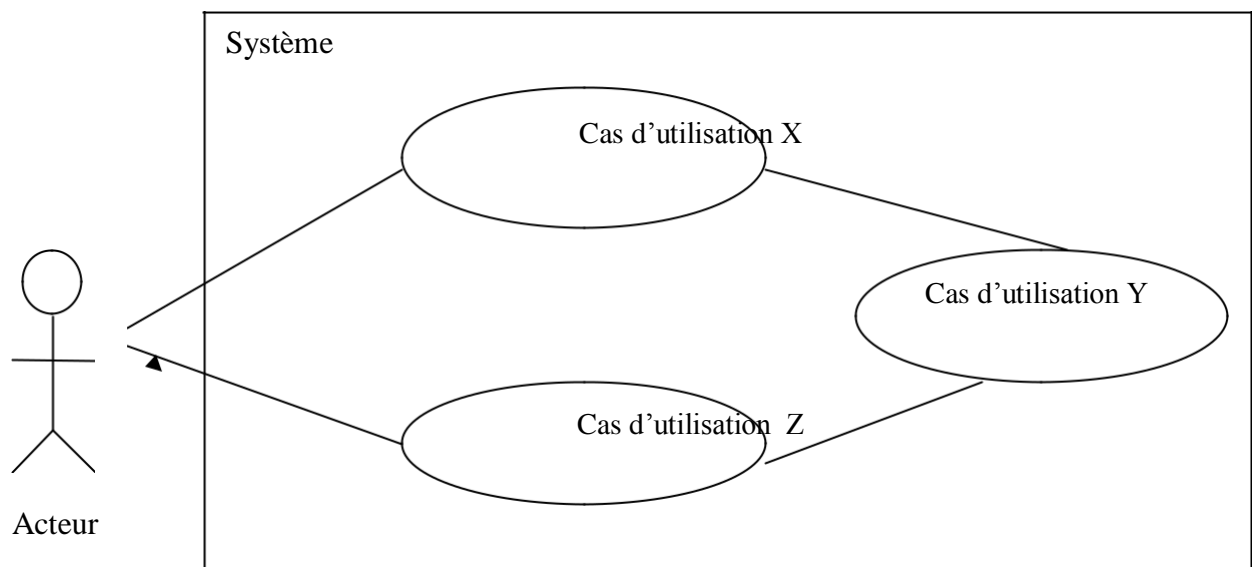 Système
Cas d’utilisation X
Cas d’utilisation Y
Cas d’utilisation Z
Acteur